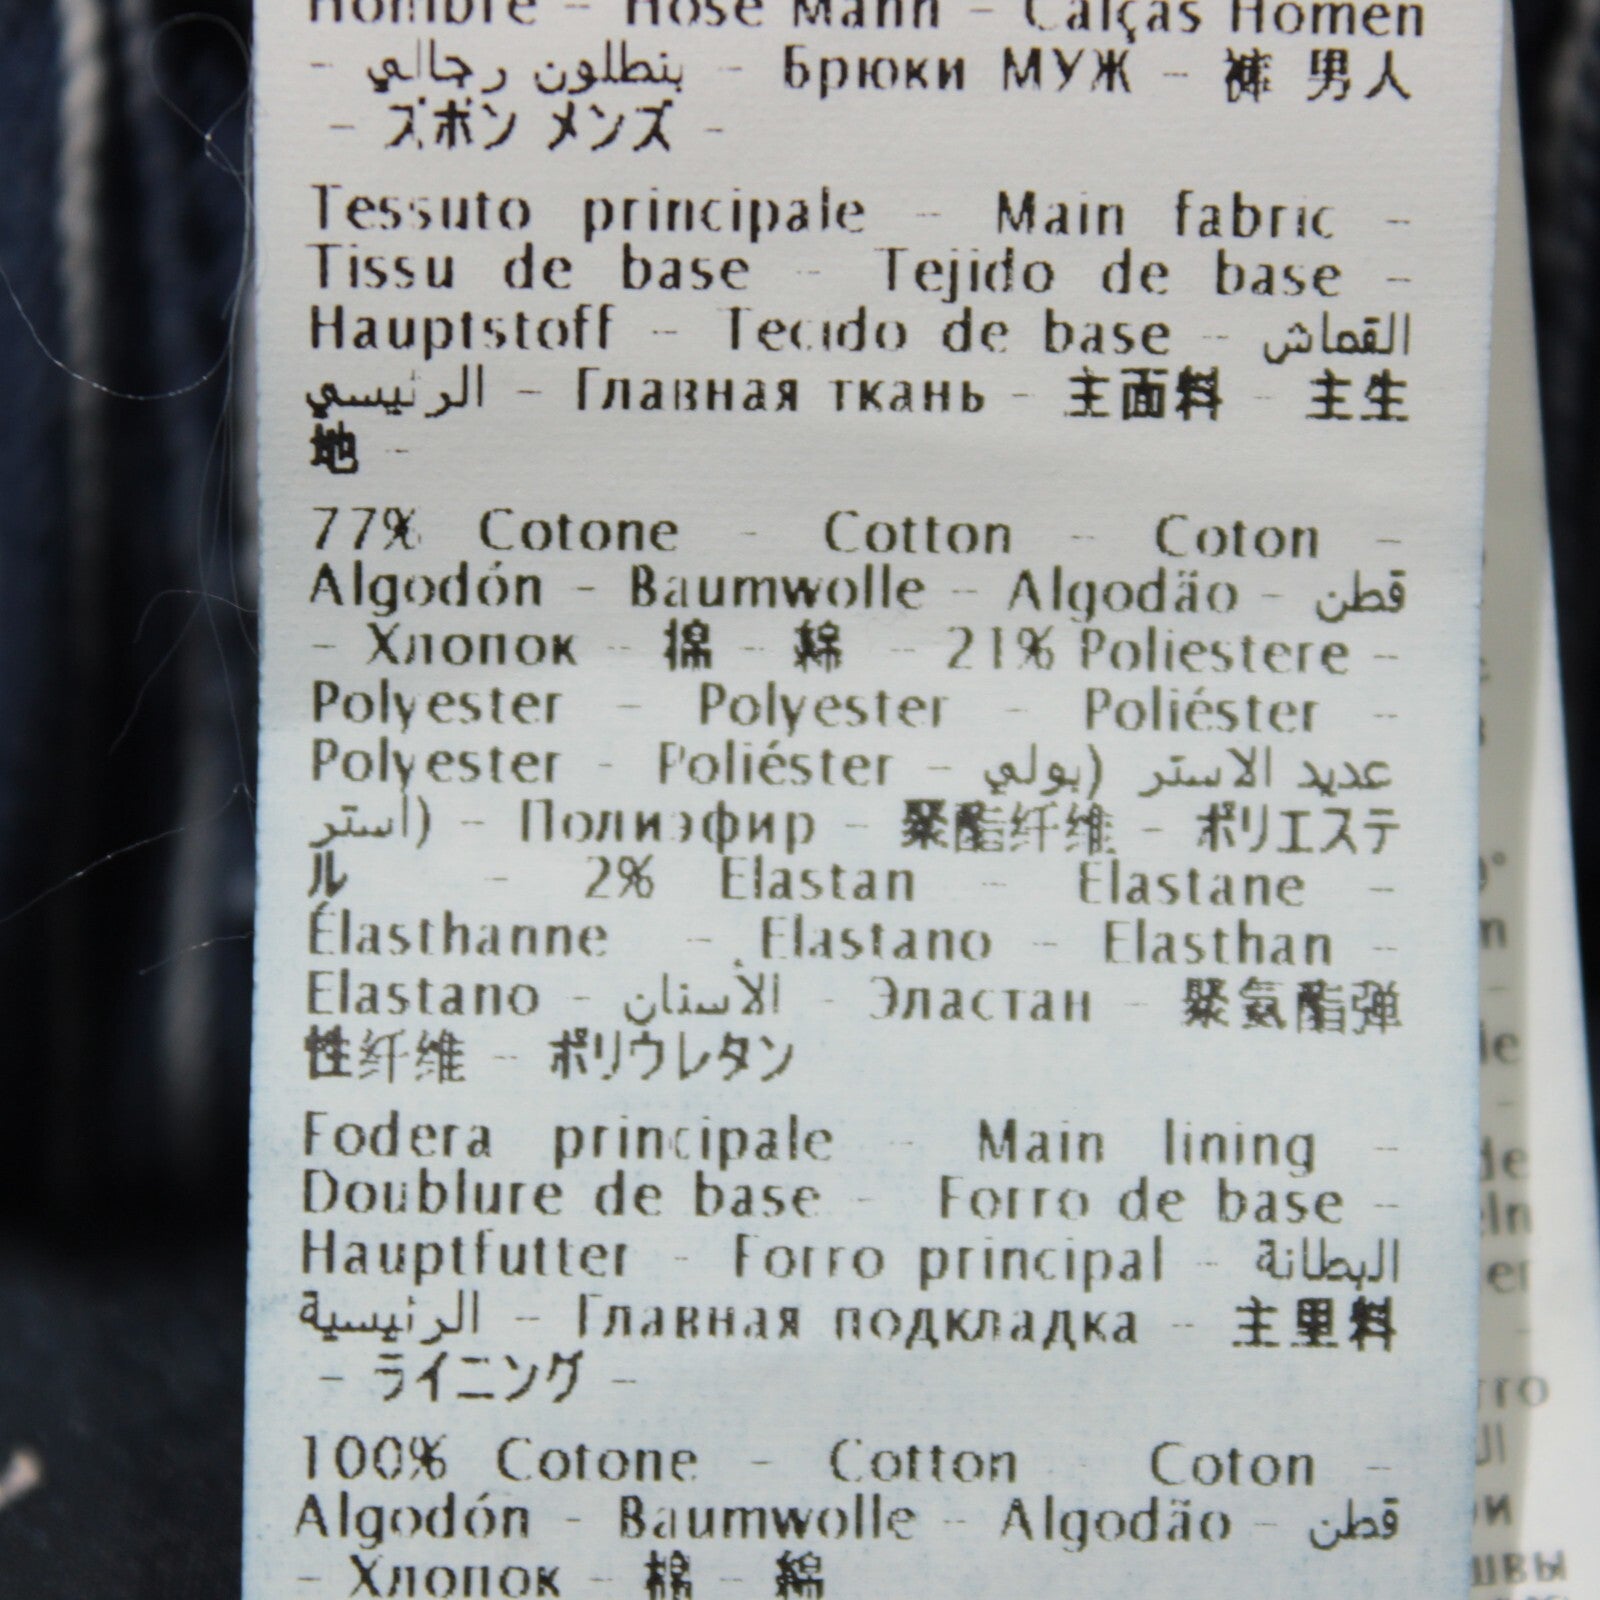 Hombre - Hose Mann - Calças Homen
- بنطلون رجالي - Брюки МУЖ - 裤 男人
- ズボン メンズ -
Tessuto principale - Main fabric -
Tissu de base - Tejido de base -
Hauptstoff - Tecido de base - القماش
الرئيسي - Главная ткань - 主面料 - 主生
地 -
77% Cotone - Cotton - Coton -
Algodón - Baumwolle - Algodão - قطن
- Хлопок - 棉 - 綿 - 21% Poliestere -
Polyester - Polyester - Poliéster -
Polyester - Poliéster - عديد الاستر (بولي
استر) - Полиэфир - 聚酯纤维 - ポリエステ
ル - 2% Elastan - Elastane -
Élasthanne - Elastano - Elasthan -
Elastano - الأستان - Эластан - 聚氨酯弹
性纤维 - ポリウレタン
Fodera principale - Main lining -
Doublure de base - Forro de base -
Hauptfutter - Forro principal - البطانة
الرئيسية - Главная подкладка - 主里料
- ライニング -
100% Cotone - Cotton Coton -
Algodón - Baumwolle - Algodão - قطن
- Хлопок - 棉 - 綿